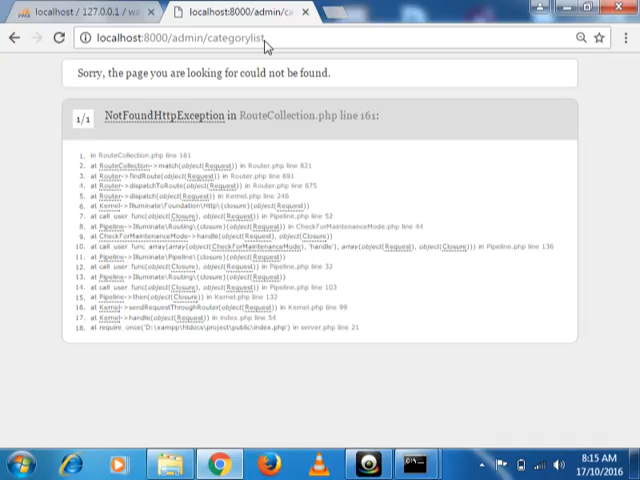 localhost / 127.0.0.1 / wa
localhost:8000/admin/ca
localhost:8000/admin/categorylist
Sorry, the page you are looking for could not be found.
1/1 NotFoundHttpException in RouteCollection.php line 161:
1. in RouteCollection.php line 161
2. at RouteCollection->match(object(Request)) in Router.php line 821
3. at Router->findRoute(object(Request)) in Router.php line 691
4. at Router->dispatchToRoute(object(Request)) in Router.php line 675
5. at Router->dispatch(object(Request)) in Kernel.php line 246
6. at Kernel->Illuminate\Foundation\Http\{closure}(object(Request))
7. at call_user_func(object(Closure), object(Request)) in Pipeline.php line 52
8. at Pipeline->Illuminate\Routing\{closure}(object(Request)) in CheckForMaintenanceMode.php line 44
9. at CheckForMaintenanceMode->handle(object(Request), object(Closure))
10. at call_user_func_array(array(object(CheckForMaintenanceMode), 'handle'), array(object(Request), object(Closure))) in Pipeline.php line 136
11. at Pipeline->Illuminate\Pipeline\{closure}(object(Request))
12. at call_user_func(object(Closure), object(Request)) in Pipeline.php line 32
13. at Pipeline->Illuminate\Routing\{closure}(object(Request))
14. at call_user_func(object(Closure), object(Request)) in Pipeline.php line 103
15. at Pipeline->then(object(Closure)) in Kernel.php line 132
16. at Kernel->sendRequestThroughRouter(object(Request)) in Kernel.php line 99
17. at Kernel->handle(object(Request)) in index.php line 54
18. at require_once('D:\xampp\htdocs\project\public\index.php') in server.php line 21
8:15 AM
17/10/2016